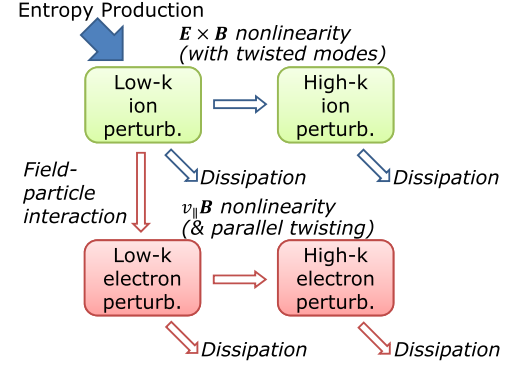 Entropy Production
E × B nonlinearity
(with twisted modes)
Low-k
ion
perturb.
High-k
ion
perturb.
Field-
particle
interaction
Dissipation
Dissipation
v∥B nonlinearity
(& parallel twisting)
Low-k
electron
perturb.
High-k
electron
perturb.
Dissipation
Dissipation